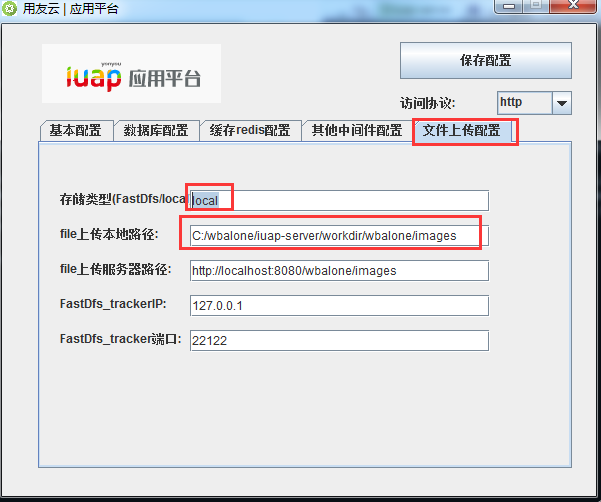 用友云 | 应用平台
yonyou
iuap 应用平台
保存配置
访问协议: http
基本配置 数据库配置 缓存redis配置 其他中间件配置 文件上传配置
存储类型(FastDfs/local local
file上传本地路径: C:/wbalone/iuap-server/workdir/wbalone/images
file上传服务器路径: http://localhost:8080/wbalone/images
FastDfs_trackerIP: 127.0.0.1
FastDfs_tracker端口: 22122